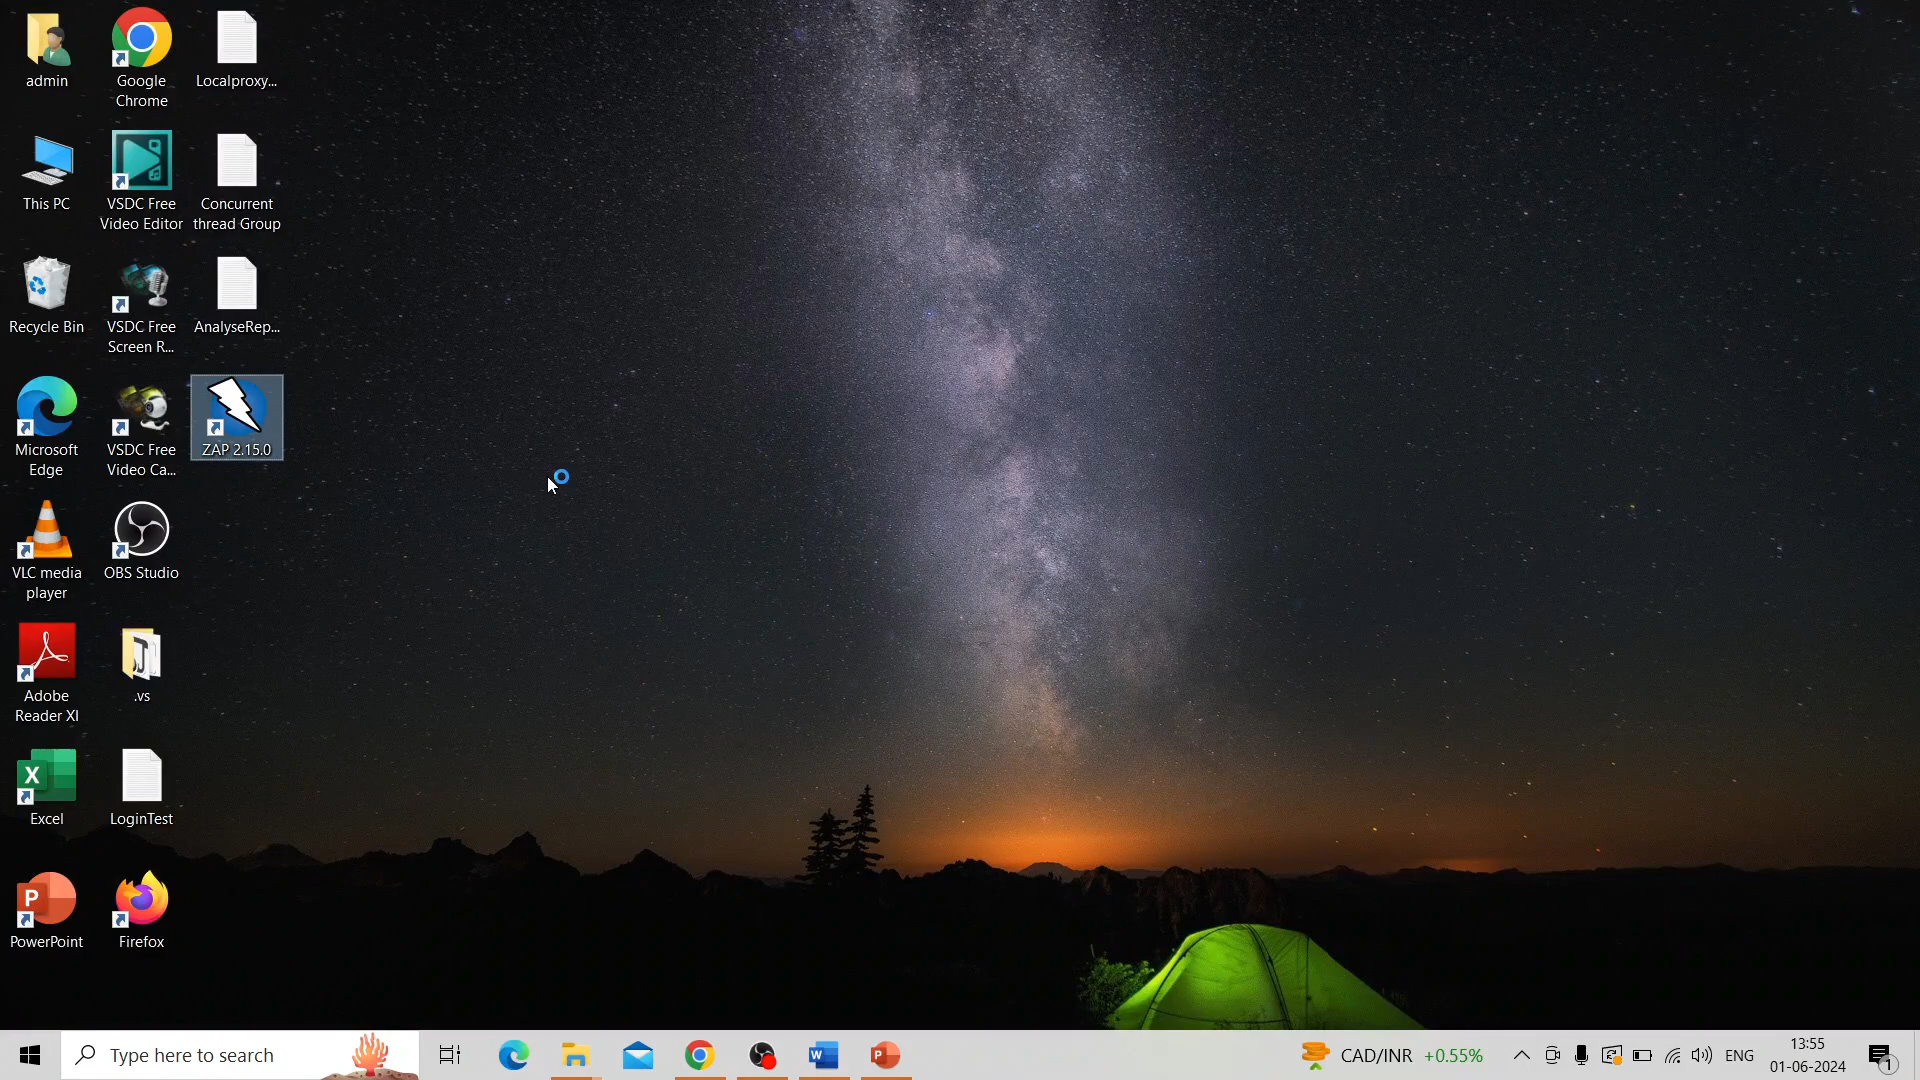 admin
Google
Chrome
Localproxy...
This PC
VSDC Free
Video Editor
Concurrent
thread Group
Recycle Bin
VSDC Free
Screen R...
AnalyseRep...
Microsoft
Edge
VSDC Free
Video Ca...
ZAP 2.15.0
VLC media
player
OBS Studio
Adobe
Reader XI
.vs
Excel
LoginTest
PowerPoint
Firefox
Type here to search
CAD/INR +0.55%
ENG
13:55
01-06-2024
1